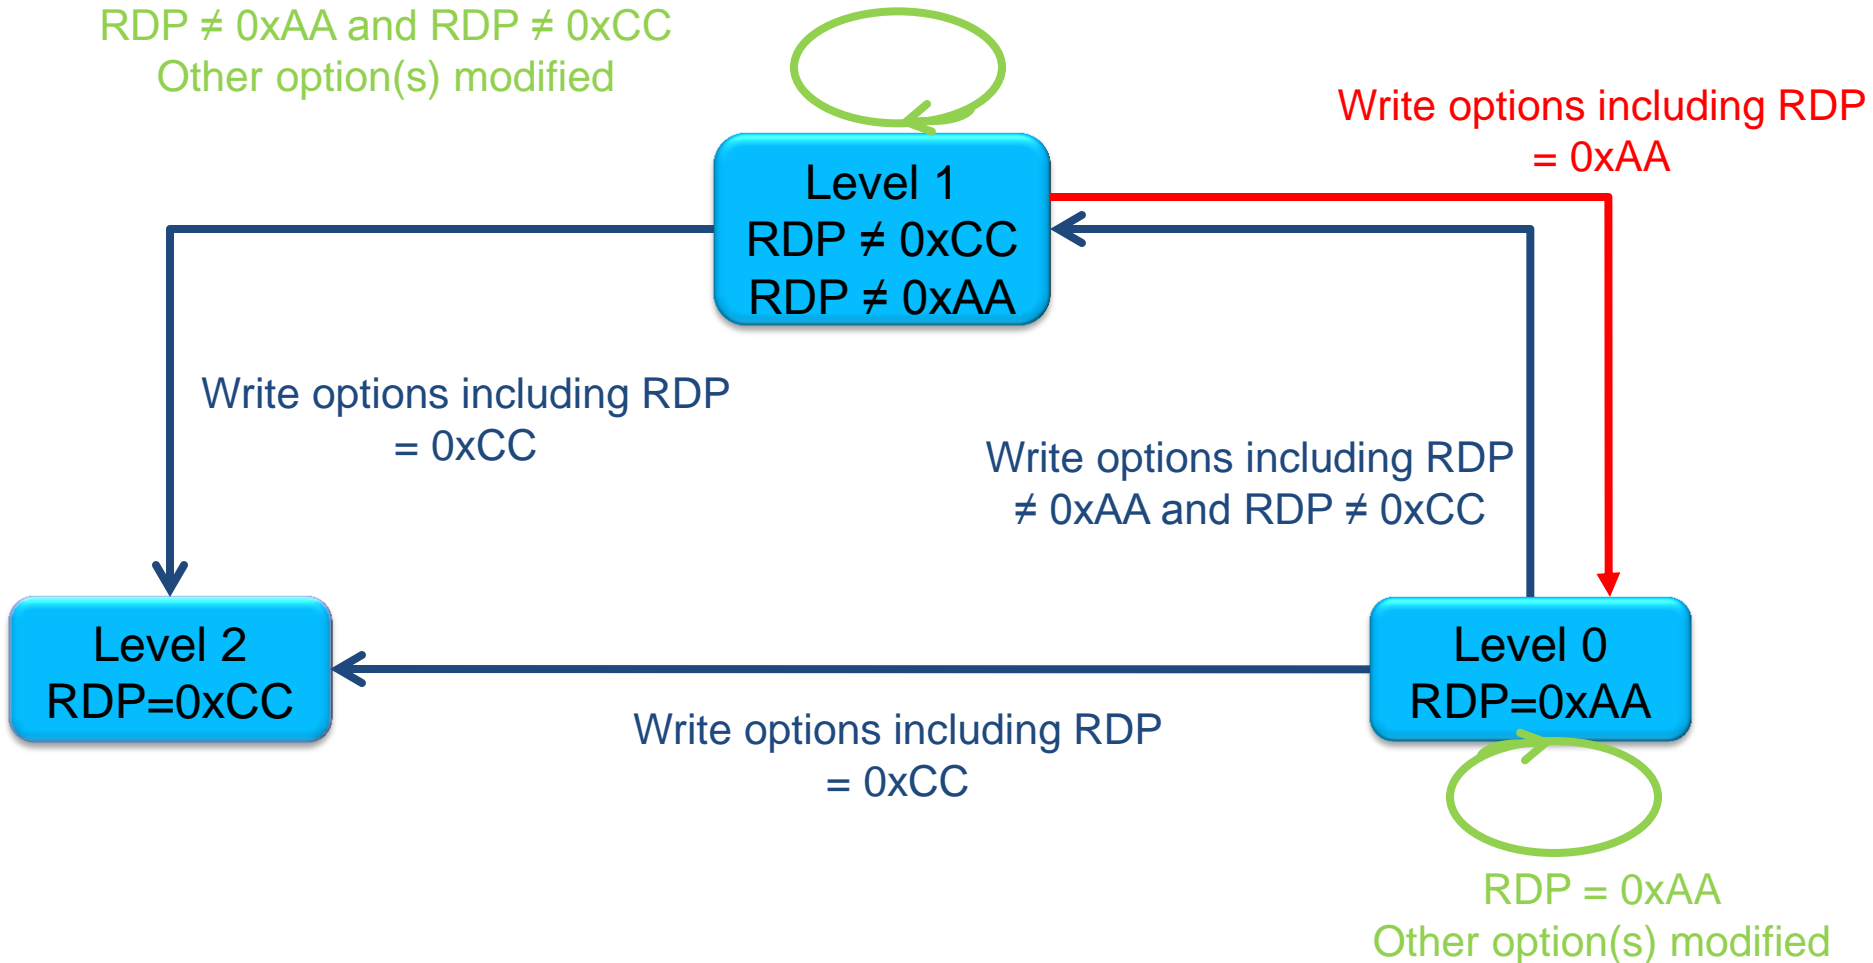 RDP ≠ 0xAA and RDP ≠ 0xCC
Other option(s) modified
Write options including RDP
= 0xAA
Level 1
RDP ≠ 0xCC
RDP ≠ 0xAA
Write options including RDP
= 0xCC
Write options including RDP
≠ 0xAA and RDP ≠ 0xCC
Level 2
RDP=0xCC
Level 0
RDP=0xAA
Write options including RDP
= 0xCC
RDP = 0xAA
Other option(s) modified